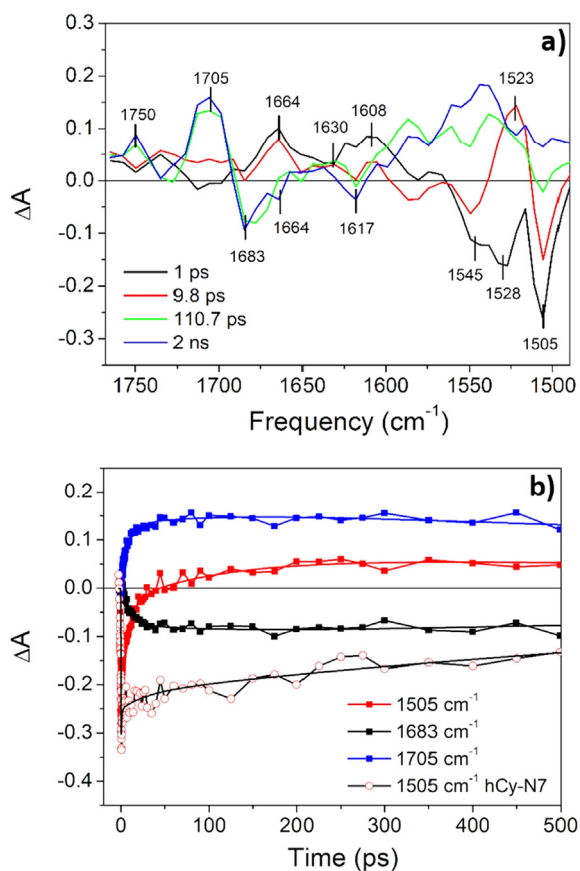 a)
0.3
0.2
0.1
0.0
-0.1
-0.2
-0.3
ΔA
1750
1705
1664
1630
1608
1523
1683
1664
1617
1545
1528
1505
1 ps
9.8 ps
110.7 ps
2 ns
1750 1700 1650 1600 1550 1500
Frequency (cm⁻¹)
b)
0.2
0.1
0.0
-0.1
-0.2
-0.3
-0.4
ΔA
1505 cm⁻¹
1683 cm⁻¹
1705 cm⁻¹
1505 cm⁻¹ hCy-N7
0 100 200 300 400 500
Time (ps)